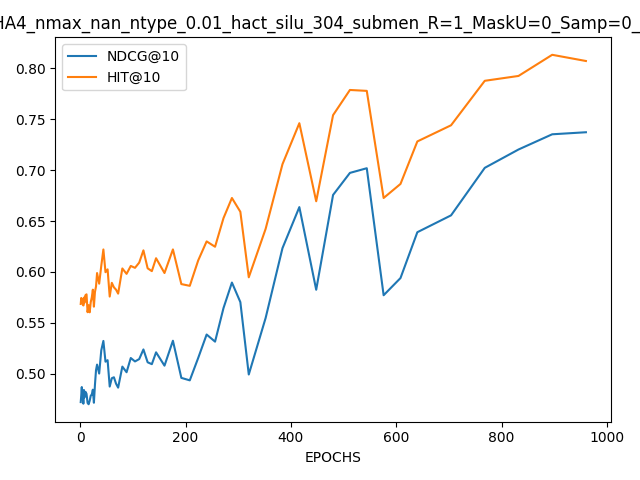 HA4_nmax_nan_ntype_0.01_hact_silu_304_submen_R=1_MaskU=0_Samp=0_
NDCG@10
HIT@10
0.80
0.75
0.70
0.65
0.60
0.55
0.50
0 200 400 600 800 1000
EPOCHS